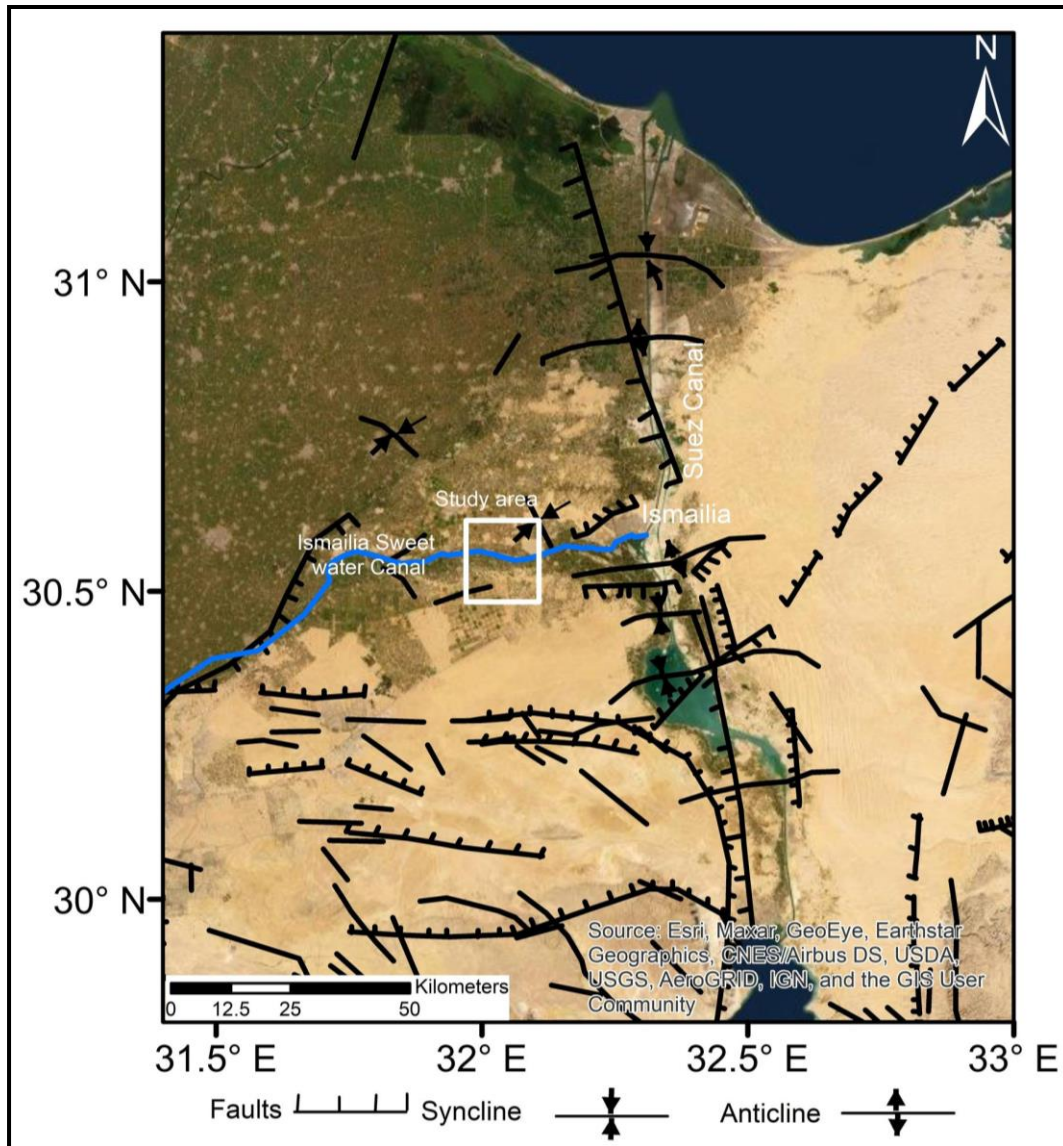 N
31° N
Suez Canal
Study area
Ismailia
Ismailia Sweet
water Canal
30.5° N
30° N
Source: Esri, Maxar, GeoEye, Earthstar
Geographics, CNES/Airbus DS, USDA,
USGS, AeroGRID, IGN, and the GIS User
Community
Kilometers
0 12.5 25 50
31.5° E 32° E 32.5° E 33° E
Faults Syncline Anticline